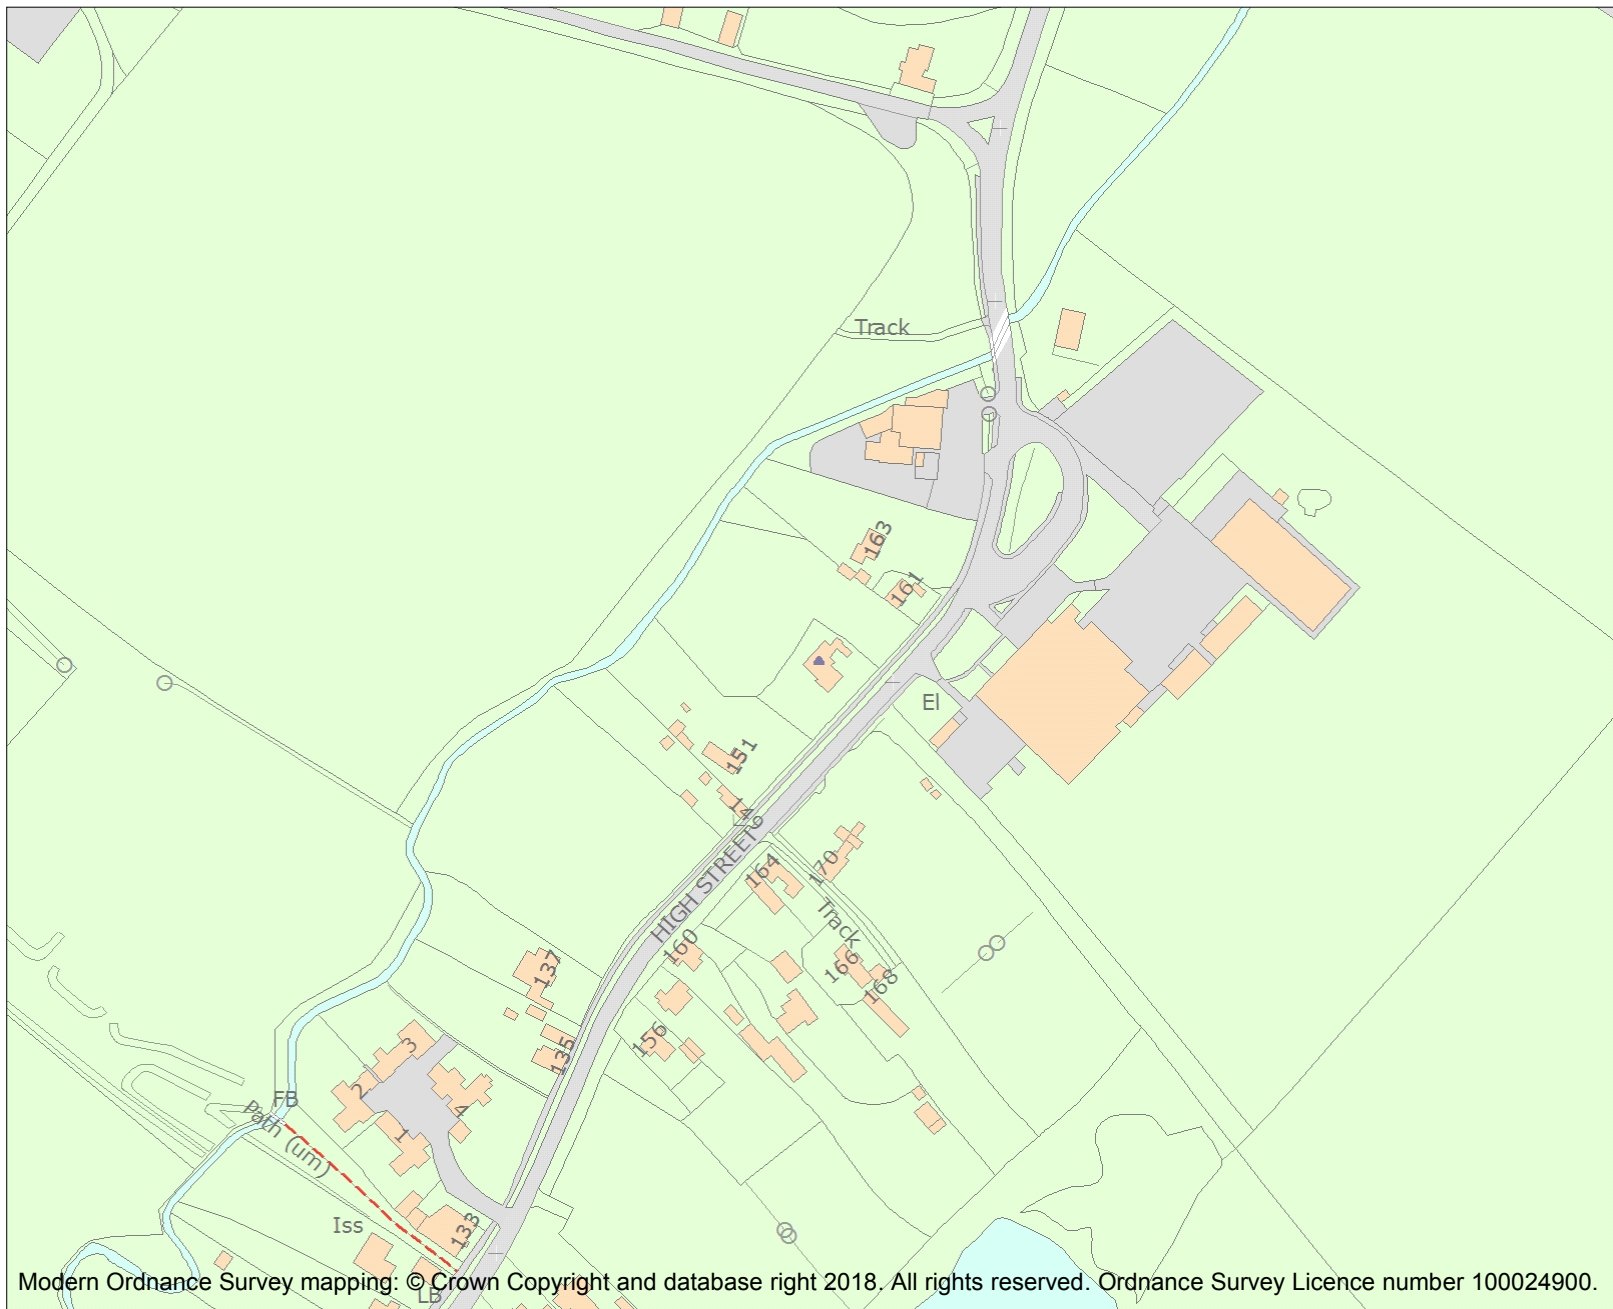 Track
163
161
El
151
149
HIGH STREET
164
170
Track
160
166
168
137
156
135
3
2
4
1
FB
Path (um)
133
Iss
LB
Modern Ordnance Survey mapping: © Crown Copyright and database right 2018. All rights reserved. Ordnance Survey Licence number 100024900.